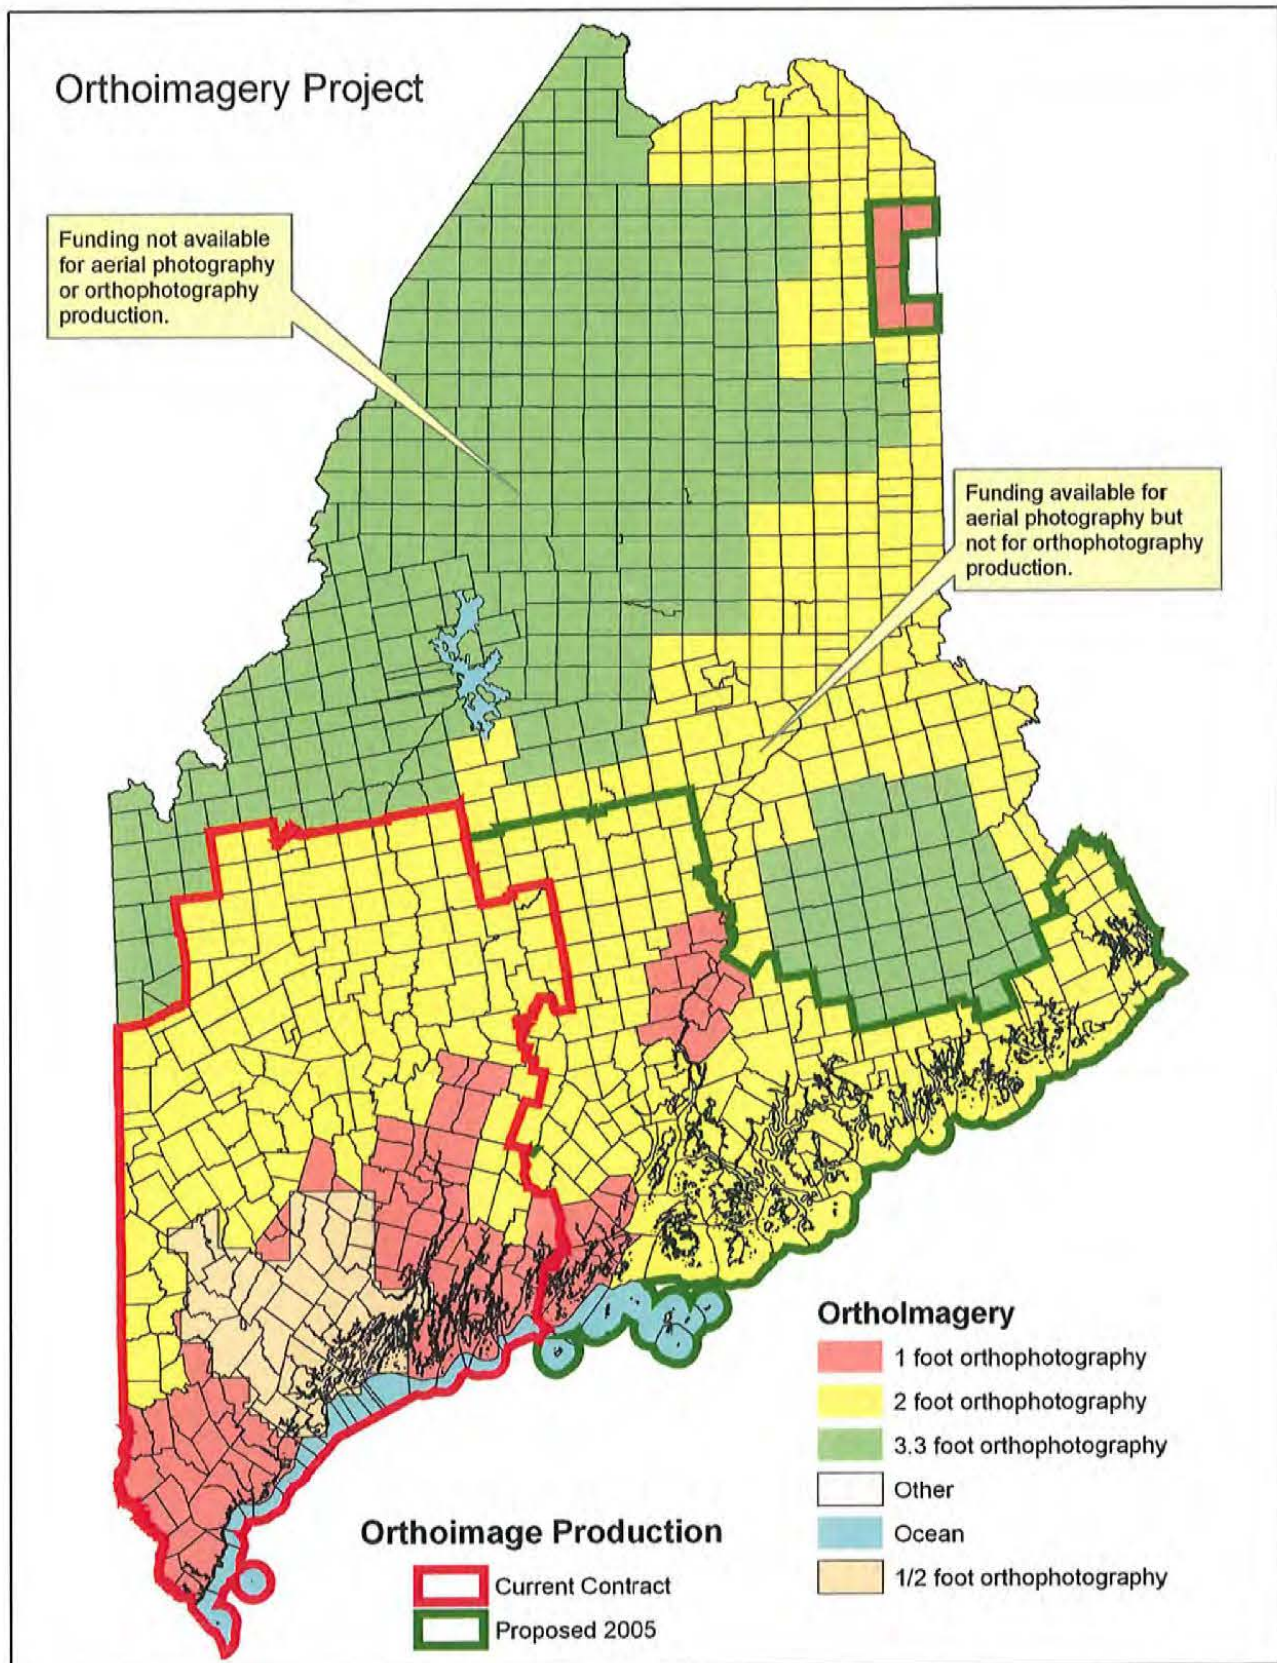 Orthoimagery Project
Funding not available
for aerial photography
or orthophotography
production.
Funding available for
aerial photography but
not for orthophotography
production.
OrthoImagery
1 foot orthophotography
2 foot orthophotography
3.3 foot orthophotography
Other
Ocean
1/2 foot orthophotography
Orthoimage Production
Current Contract
Proposed 2005